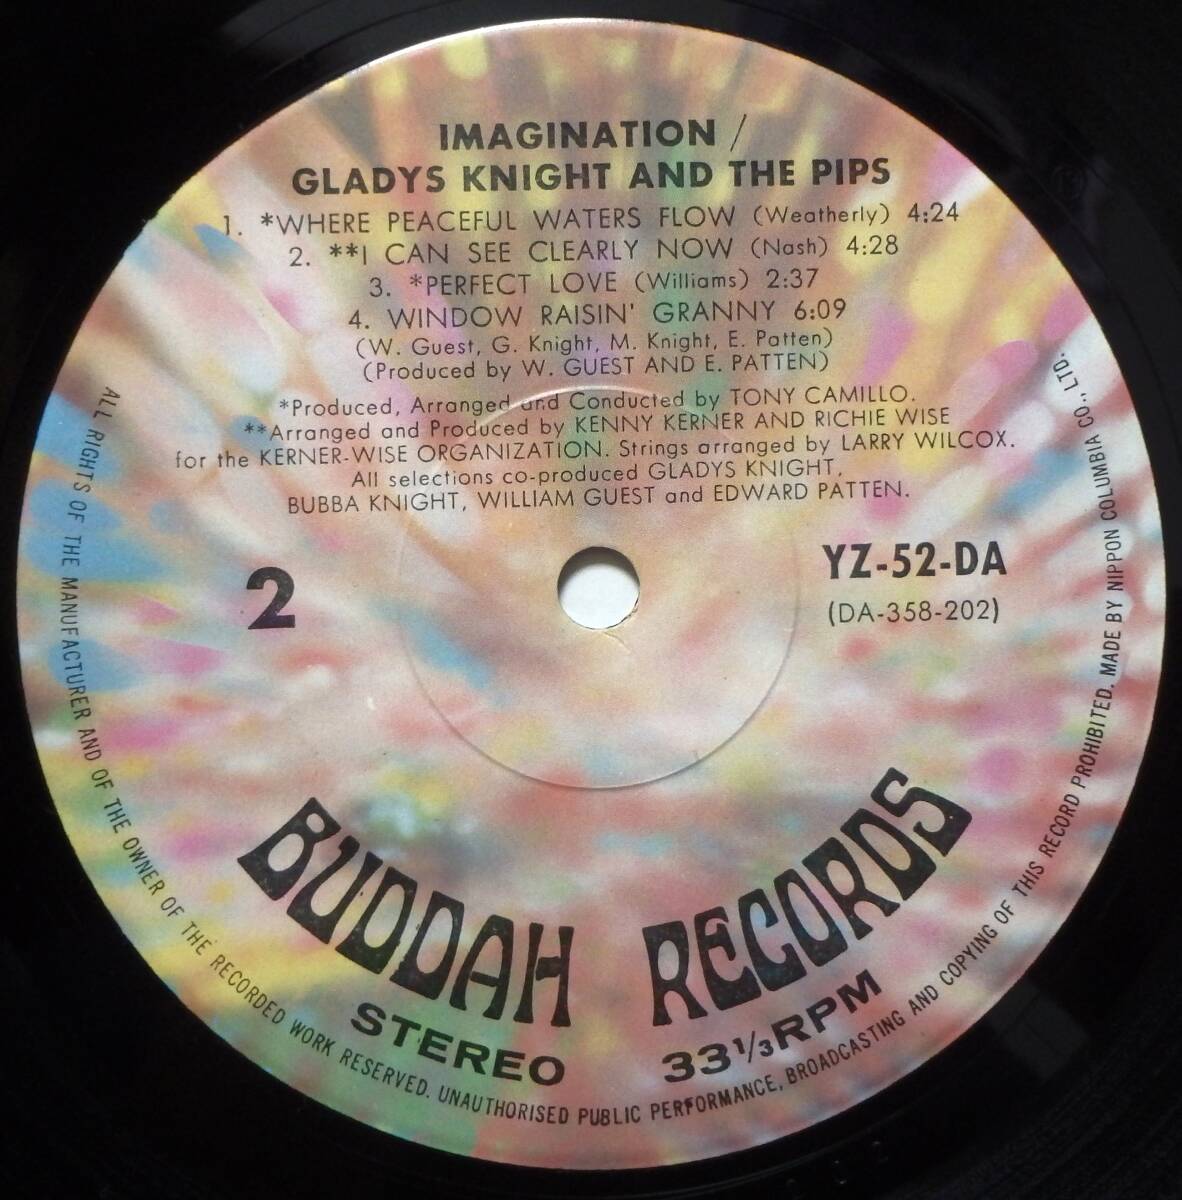 IMAGINATION /
GLADYS KNIGHT AND THE PIPS
1. *WHERE PEACEFUL WATERS FLOW (Weatherly) 4:24
2. **I CAN SEE CLEARLY NOW (Nash) 4:28
3. *PERFECT LOVE (Williams) 2:37
4. WINDOW RAISIN' GRANNY 6:09
(W. Guest, G. Knight, M. Knight, E. Patten)
(Produced by W. GUEST AND E. PATTEN)
*Produced, Arranged and Conducted by TONY CAMILLO.
**Arranged and Produced by KENNY KERNER AND RICHIE WISE
for the KERNER-WISE ORGANIZATION. Strings arranged by LARRY WILCOX.
All selections co-produced GLADYS KNIGHT,
BUBBA KNIGHT, WILLIAM GUEST and EDWARD PATTEN.
2
YZ-52-DA
(DA-358-202)
BUDDAH RECORDS
STEREO 33 1/3 RPM
ALL RIGHTS OF THE MANUFACTURER AND OF THE OWNER OF THE RECORDED WORK RESERVED. UNAUTHORISED PUBLIC PERFORMANCE, BROADCASTING AND COPYING OF THIS RECORD PROHIBITED. MADE BY NIPPON COLUMBIA CO., LTD.